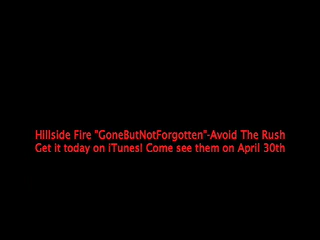 HIllside Fire "GoneButNotForgotten"-Avoid The Rush
Get it today on iTunes! Come see them on April 30th